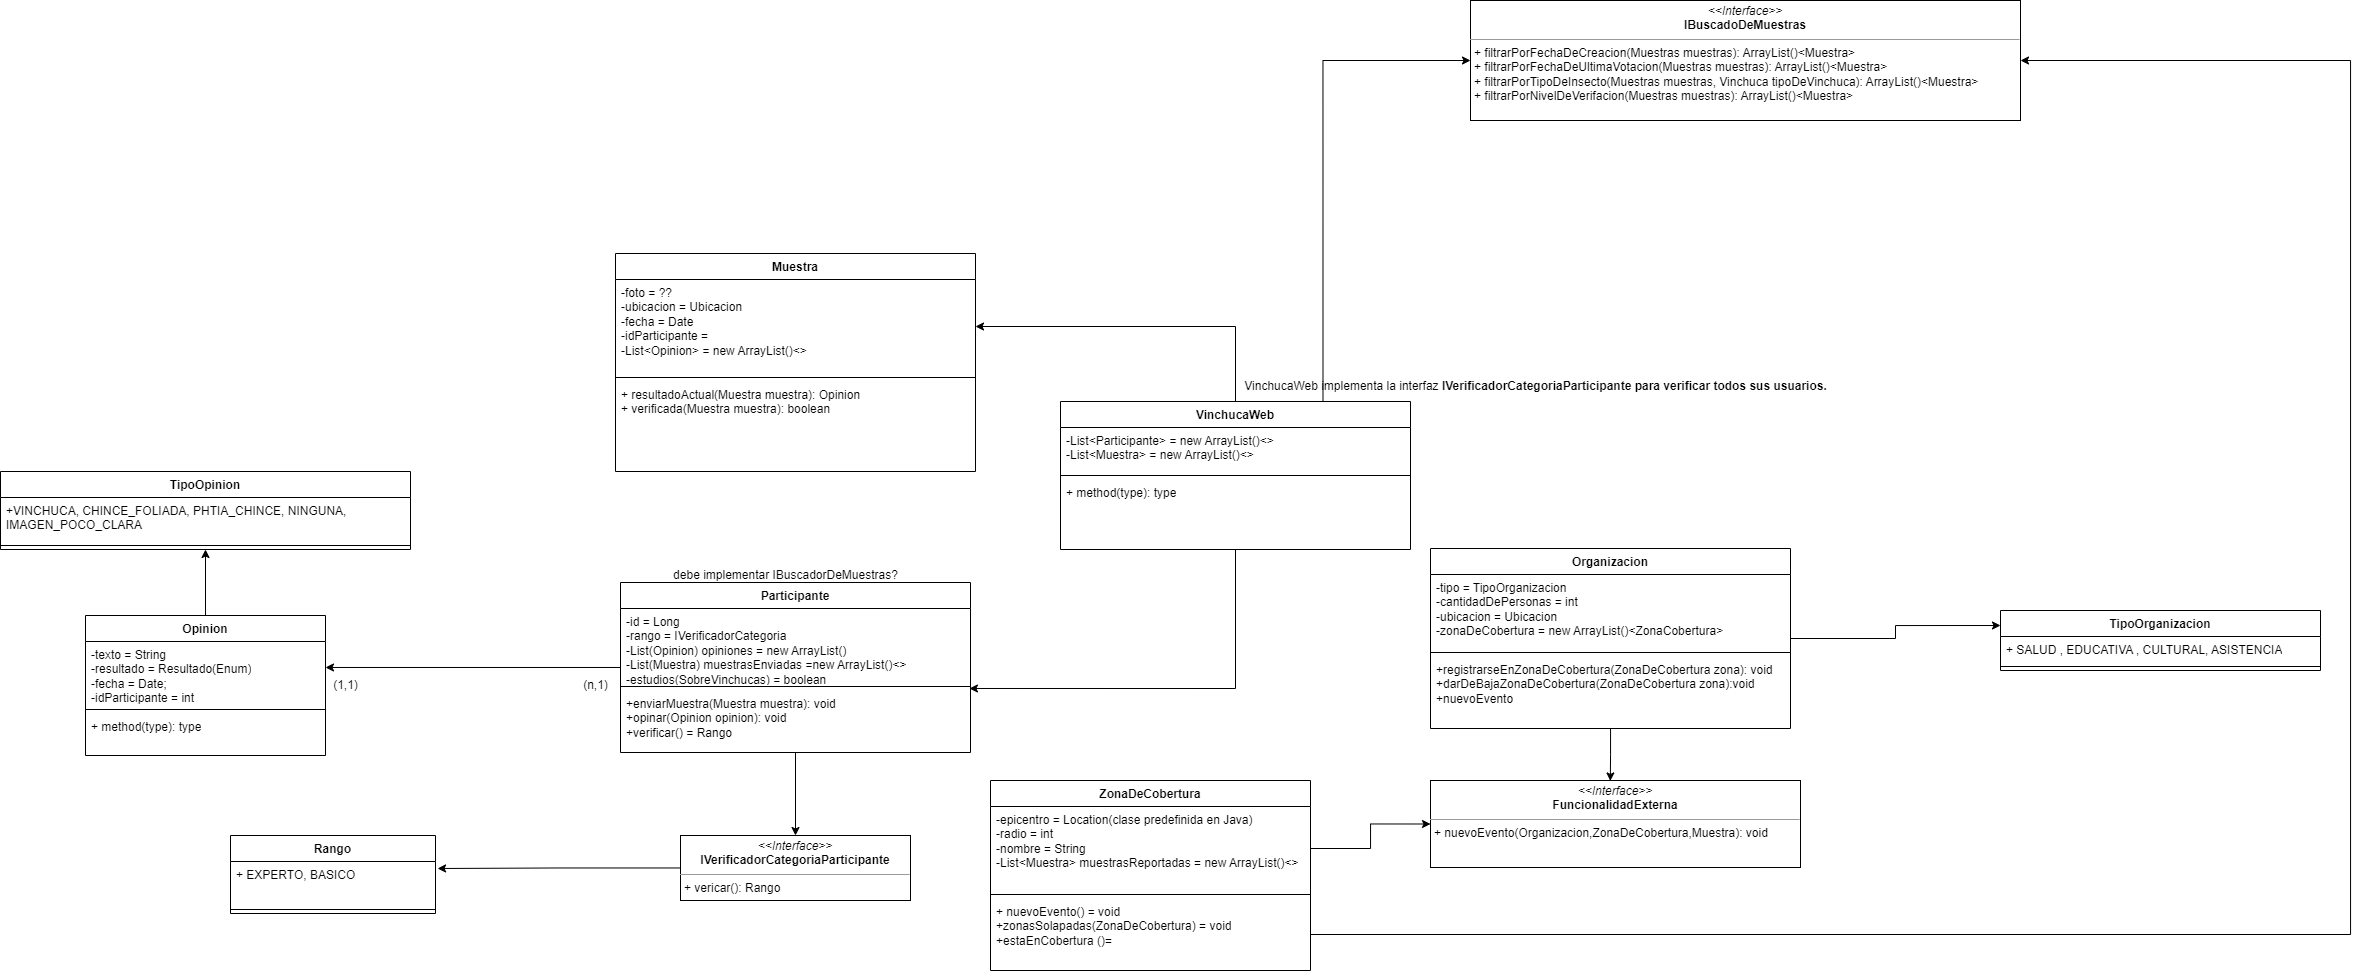 <<Interface>>
IBuscadoDeMuestras
+ filtrarPorFechaDeCreacion(Muestras muestras): ArrayList()<Muestra>
+ filtrarPorFechaDeUltimaVotacion(Muestras muestras): ArrayList()<Muestra>
+ filtrarPorTipoDeInsecto(Muestras muestras, Vinchuca tipoDeVinchuca): ArrayList()<Muestra>
+ filtrarPorNivelDeVerifacion(Muestras muestras): ArrayList()<Muestra>
Muestra
-foto = ??
-ubicacion = Ubicacion
-fecha = Date
-idParticipante =
-List<Opinion> = new ArrayList()<>
+ resultadoActual(Muestra muestra): Opinion
+ verificada(Muestra muestra): boolean
VinchucaWeb implementa la interfaz IVerificadorCategoriaParticipante para verificar todos sus usuarios.
VinchucaWeb
-List<Participante> = new ArrayList()<>
-List<Muestra> = new ArrayList()<>
+ method(type): type
TipoOpinion
+VINCHUCA, CHINCE_FOLIADA, PHTIA_CHINCE, NINGUNA,
IMAGEN_POCO_CLARA
Opinion
-texto = String
-resultado = Resultado(Enum)
-fecha = Date;
-idParticipante = int
+ method(type): type
(1,1)
(n,1)
debe implementar IBuscadorDeMuestras?
Participante
-id = Long
-rango = IVerificadorCategoria
-List(Opinion) opiniones = new ArrayList()
-List(Muestra) muestrasEnviadas =new ArrayList()<>
-estudios(SobreVinchucas) = boolean
+enviarMuestra(Muestra muestra): void
+opinar(Opinion opinion): void
+verificar() = Rango
Organizacion
-tipo = TipoOrganizacion
-cantidadDePersonas = int
-ubicacion = Ubicacion
-zonaDeCobertura = new ArrayList()<ZonaCobertura>
+registrarseEnZonaDeCobertura(ZonaDeCobertura zona): void
+darDeBajaZonaDeCobertura(ZonaDeCobertura zona):void
+nuevoEvento
TipoOrganizacion
+ SALUD , EDUCATIVA , CULTURAL, ASISTENCIA
Rango
+ EXPERTO, BASICO
<<Interface>>
IVerificadorCategoriaParticipante
+ vericar(): Rango
ZonaDeCobertura
-epicentro = Location(clase predefinida en Java)
-radio = int
-nombre = String
-List<Muestra> muestrasReportadas = new ArrayList()<>
+ nuevoEvento() = void
+zonasSolapadas(ZonaDeCobertura) = void
+estaEnCobertura ()=
<<Interface>>
FuncionalidadExterna
+ nuevoEvento(Organizacion,ZonaDeCobertura,Muestra): void